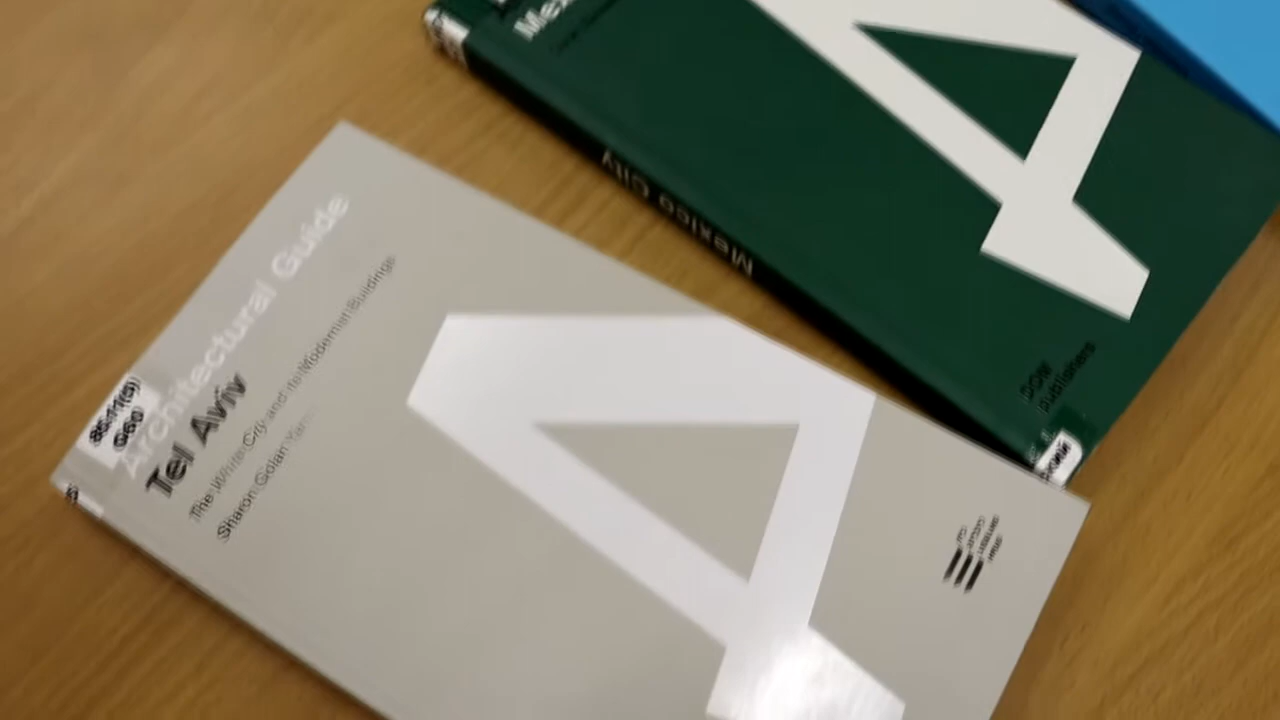 Architectural Guide
Tel Aviv
The White City and its Modernist Buildings
Sharon Golan Yaron
A
Mexico City
A
DOM
publishers